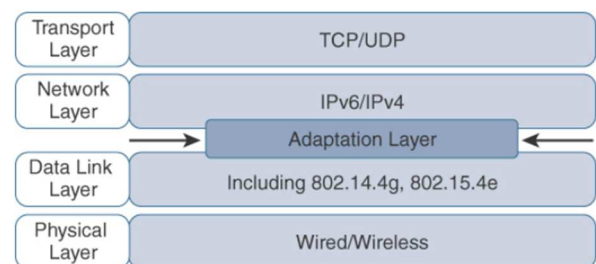 Transport
Layer
TCP/UDP
Network
Layer
IPv6/IPv4
Adaptation Layer
Data Link
Layer
Including 802.14.4g, 802.15.4e
Physical
Layer
Wired/Wireless